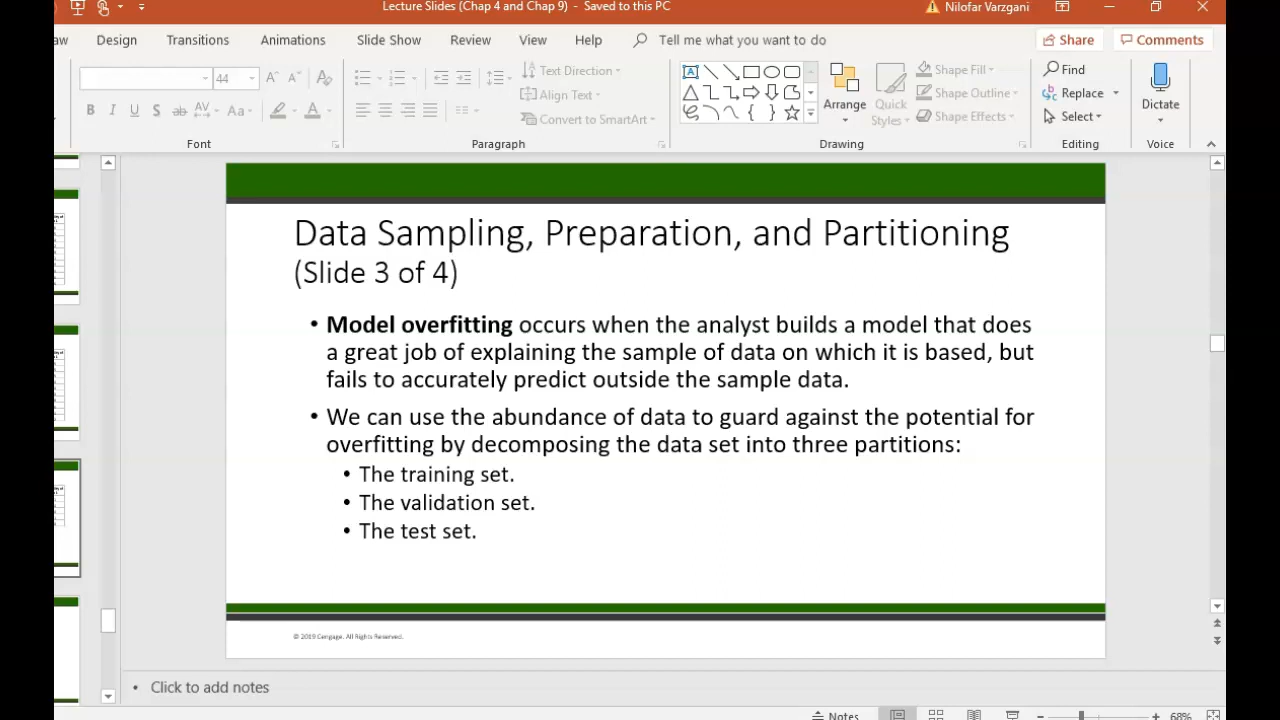 Lecture Slides (Chap 4 and Chap 9) - Saved to this PC
Nilofar Varzgani
aw Design Transitions Animations Slide Show Review View Help Tell me what you want to do Share Comments
44 A A A
B I U S ab AV Aa A
Font
Text Direction
Align Text
Convert to SmartArt
Paragraph
Arrange
Quick
Styles
Shape Fill
Shape Outline
Shape Effects
Drawing
Find
Replace
Select
Editing
Dictate
Voice
Data Sampling, Preparation, and Partitioning
(Slide 3 of 4)
• Model overfitting occurs when the analyst builds a model that does
a great job of explaining the sample of data on which it is based, but
fails to accurately predict outside the sample data.
• We can use the abundance of data to guard against the potential for
overfitting by decomposing the data set into three partitions:
• The training set.
• The validation set.
• The test set.
© 2019 Cengage. All Rights Reserved.
• Click to add notes
Notes
68%